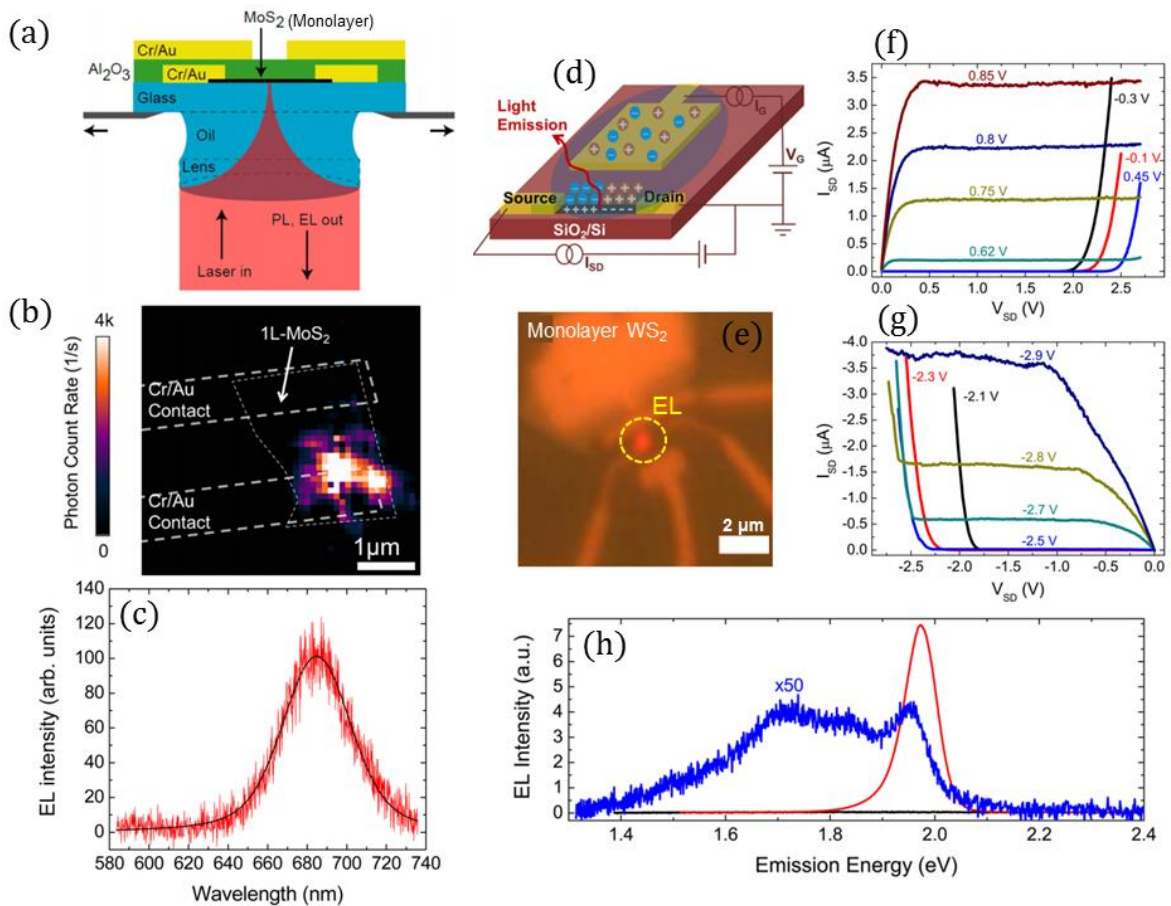 (a)
MoS2 (Monolayer)
Cr/Au
Al2O3
Cr/Au
Glass
Oil
Lens
PL, EL out
Laser in
(b)
Photon Count Rate (1/s)
4k
0
1L-MoS2
Cr/Au
Contact
Cr/Au
Contact
1μm
(c)
EL intensity (arb. units)
140
120
100
80
60
40
20
0
580 600 620 640 660 680 700 720 740
Wavelength (nm)
(d)
Light
Emission
IG
VG
Source
Drain
SiO2/Si
ISD
Monolayer WS2
(e)
EL
2 μm
(f)
ISD (μA)
3.5
3.0
2.5
2.0
1.5
1.0
0.5
0.0
0.85 V
-0.3 V
0.8 V
-0.1 V
0.45 V
0.75 V
0.62 V
0.0 0.5 1.0 1.5 2.0 2.5
VSD (V)
(g)
ISD (μA)
-4.0
-3.5
-3.0
-2.5
-2.0
-1.5
-1.0
-0.5
0.0
-2.9 V
-2.3 V
-2.1 V
-2.8 V
-2.7 V
-2.5 V
-2.5 -2.0 -1.5 -1.0 -0.5 0.0
VSD (V)
(h)
EL Intensity (a.u.)
7
6
5
4
3
2
1
0
x50
1.4 1.6 1.8 2.0 2.2 2.4
Emission Energy (eV)